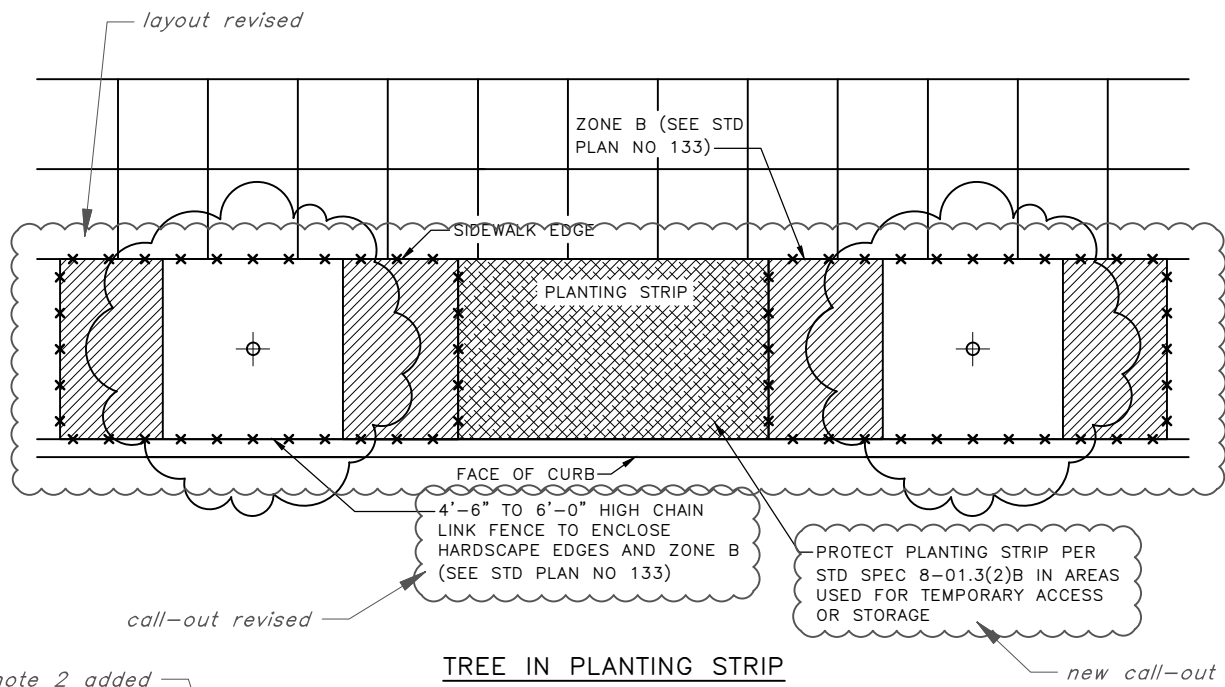 layout revised
ZONE B (SEE STD
PLAN NO 133)
SIDEWALK EDGE
PLANTING STRIP
FACE OF CURB
4'-6" TO 6'-0" HIGH CHAIN
LINK FENCE TO ENCLOSE
HARDSCAPE EDGES AND ZONE B
(SEE STD PLAN NO 133)
PROTECT PLANTING STRIP PER
STD SPEC 8-01.3(2)B IN AREAS
USED FOR TEMPORARY ACCESS
OR STORAGE
call-out revised
TREE IN PLANTING STRIP
note 2 added
new call-out